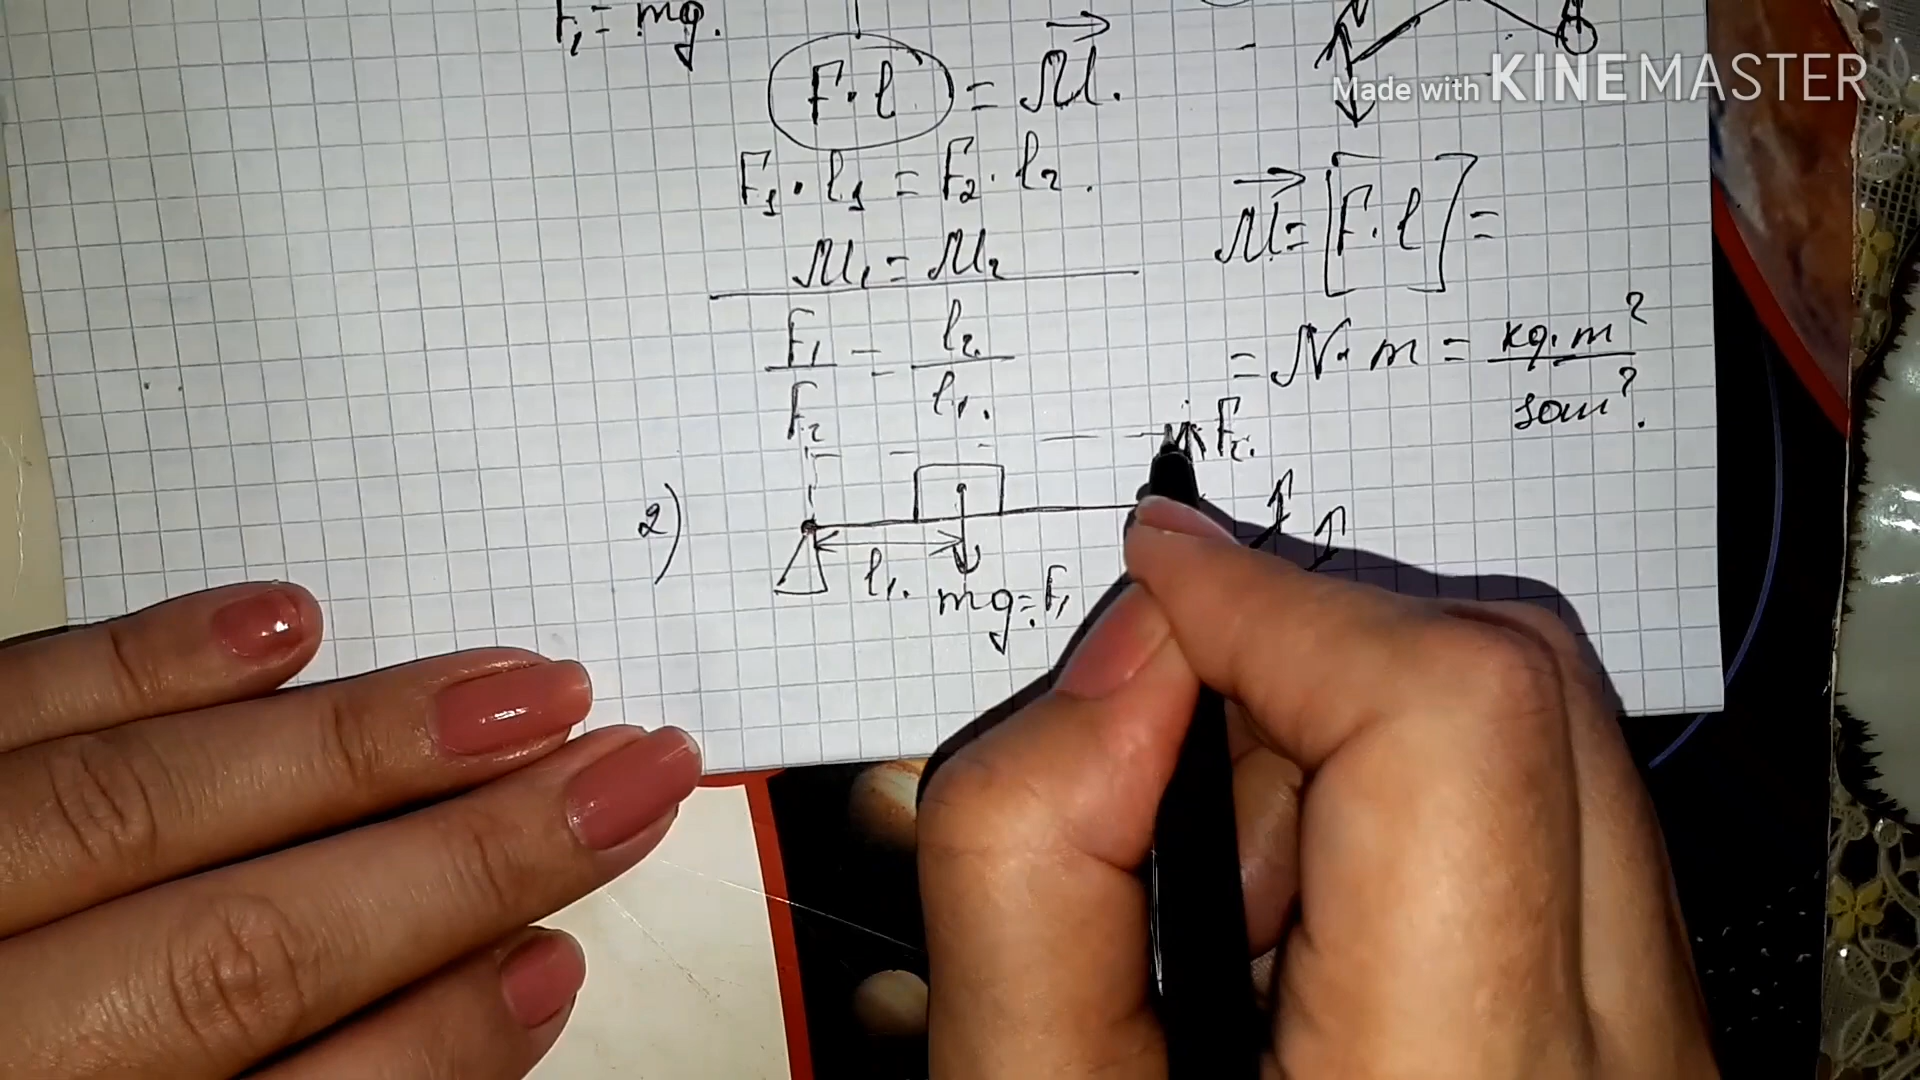 F₁ = mg.
F · l = M⃗.
F₁ · l₁ = F₂ · l₂.
M₁ = M₂
F₁/F₂ = l₂/l₁.
M⃗ = [F · l] =
= N · m = kg·m²/san².
2)
F₂.
l₁.
mg = F₁
Made with KINEMASTER